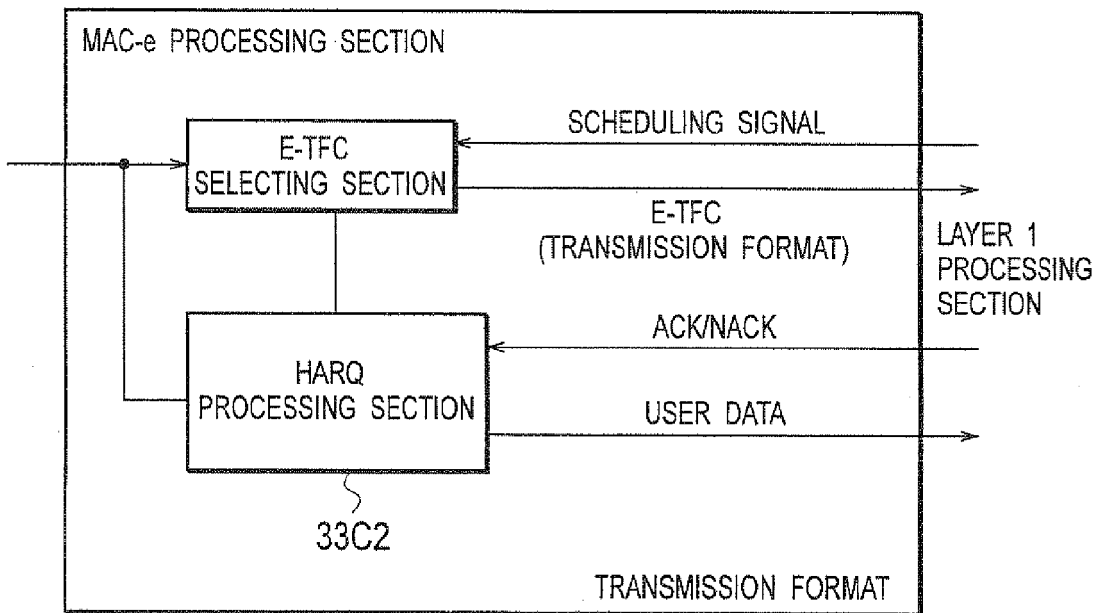 MAC-e PROCESSING SECTION
SCHEDULING SIGNAL
E-TFC
SELECTING SECTION
E-TFC
(TRANSMISSION FORMAT)
LAYER 1
PROCESSING
SECTION
ACK/NACK
HARQ
PROCESSING SECTION
USER DATA
33C2
TRANSMISSION FORMAT